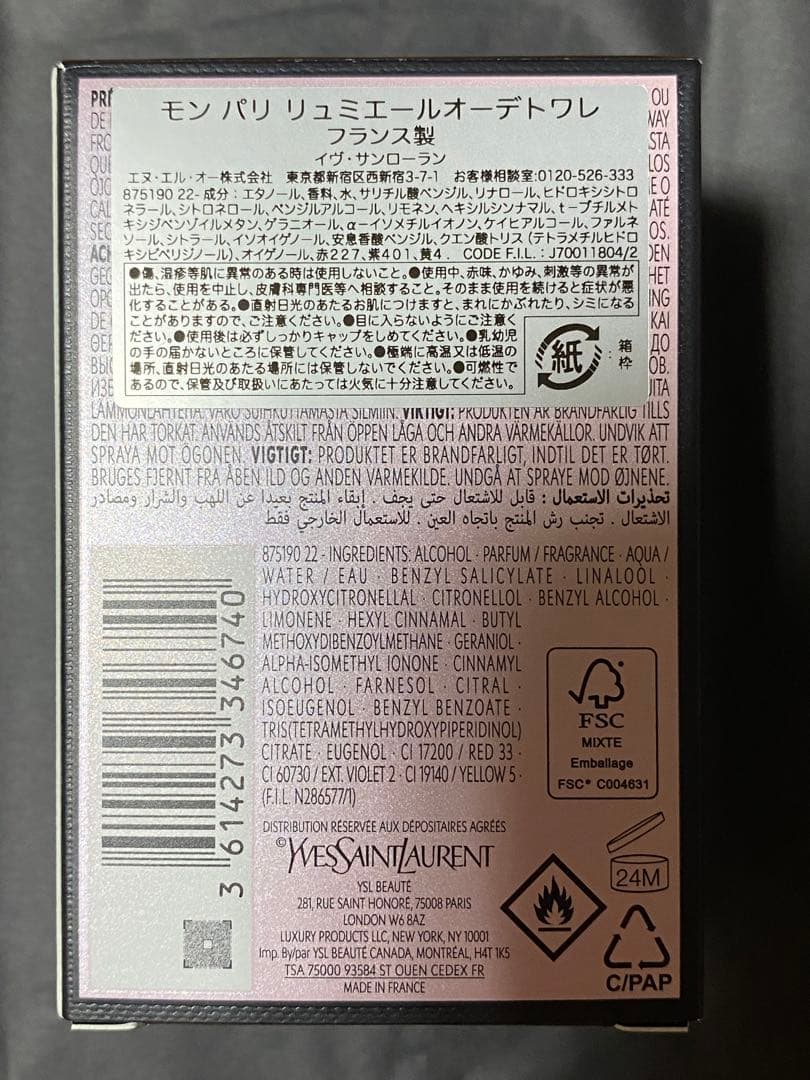 モン パリ リュミエールオーデトワレ
フランス製
イヴ・サンローラン
エヌ・エル・オー株式会社 東京都新宿区西新宿3-7-1 お客様相談室:0120-526-333
875190 22- 成分：エタノール、香料、水、サリチル酸ベンジル、リナロール、ヒドロキシシトロ
ネラール、シトロネロール、ベンジルアルコール、リモネン、ヘキシルシンナマル、t－ブチルメト
キシジベンゾイルメタン、ゲラニオール、α－イソメチルイオノン、ケイヒアルコール、ファルネ
ソール、シトラール、イソオイゲノール、安息香酸ベンジル、クエン酸トリス（テトラメチルヒドロ
キシピペリジノール）、オイゲノール、赤227、紫401、黄4． CODE F.I.L.：J70011804/2
●傷、湿疹等肌に異常のある時は使用しないこと。●使用中、赤味、かゆみ、刺激等の異常が
出たら、使用を中止し、皮膚科専門医等へ相談すること。そのまま使用を続けると症状が悪
化することがある。●直射日光のあたるお肌につけますと、まれにかぶれたり、シミになる
ことがありますので、ご注意ください。●目に入らないようにご注意く
ださい。●使用後は必ずしっかりキャップをしめてください。●乳幼児
の手の届かないところに保管してください。●極端に高温又は低温の
場所、直射日光のあたる場所には保管しないでください。●可燃性で
あるので、保管及び取扱いにあたっては火気に十分注意してください。
紙
：箱
枠
VIKTIGT: PRODUKTEN ÄR BRANDFARLIG TILLS
DEN HAR TORKAT. ANVÄNDS ÅTSKILT FRÅN ÖPPEN LÅGA OCH ANDRA VÄRMEKÄLLOR. UNDVIK ATT
SPRAYA MOT ÖGONEN. VIGTIGT: PRODUKTET ER BRANDFARLIGT, INDTIL DET ER TØRT.
BRUGES FJERNT FRA ÅBEN ILD OG ANDEN VARMEKILDE. UNDGÅ AT SPRAYE MOD ØJNENE.
تحذيرات الاستعمال : قابل للاشتعال حتى يجف . إبقاء المنتج بعيدا عن اللهب والشرار ومصادر
الاشتعال . تجنب رش المنتج باتجاه العين . للاستعمال الخارجي فقط
875190 22 - INGREDIENTS: ALCOHOL · PARFUM / FRAGRANCE · AQUA /
WATER / EAU · BENZYL SALICYLATE · LINALOOL ·
HYDROXYCITRONELLAL · CITRONELLOL · BENZYL ALCOHOL ·
LIMONENE · HEXYL CINNAMAL · BUTYL
METHOXYDIBENZOYLMETHANE · GERANIOL ·
ALPHA-ISOMETHYL IONONE · CINNAMYL
ALCOHOL · FARNESOL · CITRAL ·
ISOEUGENOL · BENZYL BENZOATE ·
TRIS(TETRAMETHYLHYDROXYPIPERIDINOL)
CITRATE · EUGENOL · CI 17200 / RED 33 ·
CI 60730 / EXT. VIOLET 2 · CI 19140 / YELLOW 5 ·
(F.I.L. N286577/1)
3 614273 346740
FSC
MIXTE
Emballage
FSC® C004631
DISTRIBUTION RÉSERVÉE AUX DÉPOSITAIRES AGRÉÉS
©YVESSAINTLAURENT
YSL BEAUTÉ
281, RUE SAINT HONORÉ, 75008 PARIS
LONDON W6 8AZ
LUXURY PRODUCTS LLC, NEW YORK, NY 10001
Imp. By/par YSL BEAUTÉ CANADA, MONTRÉAL, H4T 1K5
TSA 75000 93584 ST OUEN CEDEX FR
MADE IN FRANCE
24M
C/PAP